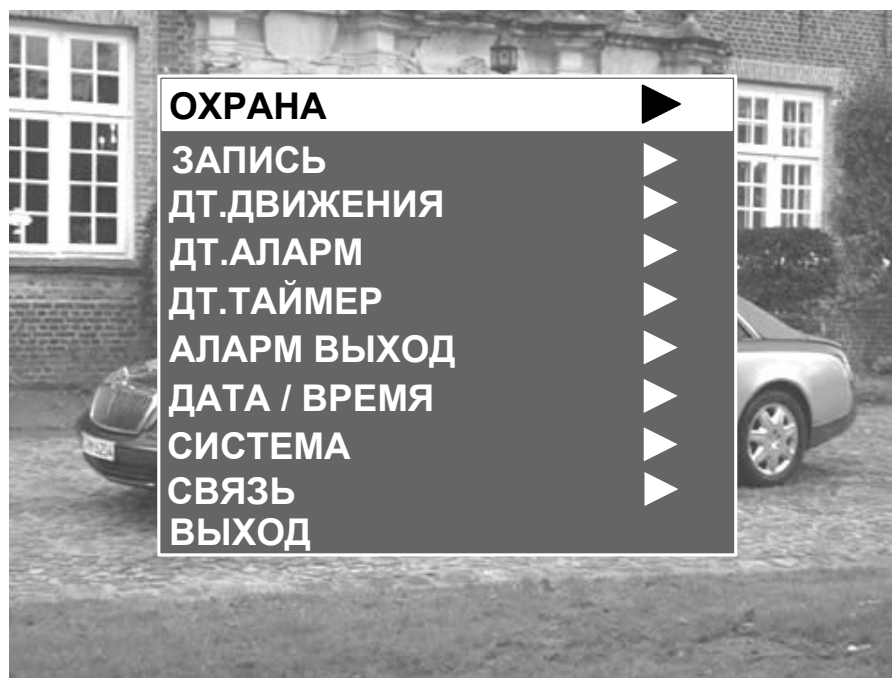 ОХРАНА
ЗАПИСЬ
ДТ.ДВИЖЕНИЯ
ДТ.АЛАРМ
ДТ.ТАЙМЕР
АЛАРМ ВЫХОД
ДАТА / ВРЕМЯ
СИСТЕМА
СВЯЗЬ
ВЫХОД